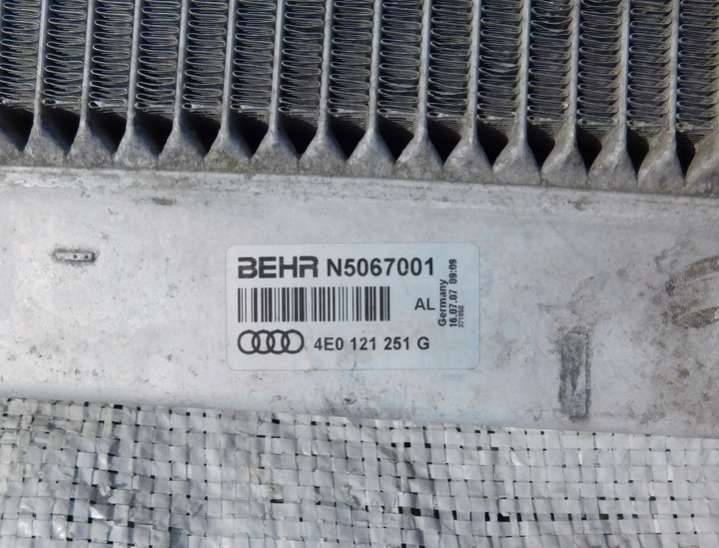 BEHR N5067001
AL
4E0 121 251 G
Germany
16.07.07 09:09